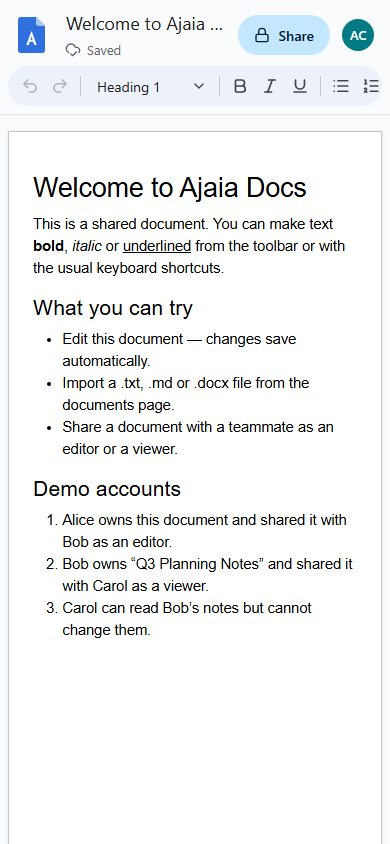 A
Welcome to Ajaia ...
Saved
Share
AC
Heading 1
B I U
Welcome to Ajaia Docs
This is a shared document. You can make text
bold, italic or underlined from the toolbar or with
the usual keyboard shortcuts.
What you can try
• Edit this document — changes save
automatically.
• Import a .txt, .md or .docx file from the
documents page.
• Share a document with a teammate as an
editor or a viewer.
Demo accounts
1. Alice owns this document and shared it with
Bob as an editor.
2. Bob owns “Q3 Planning Notes” and shared it
with Carol as a viewer.
3. Carol can read Bob’s notes but cannot
change them.